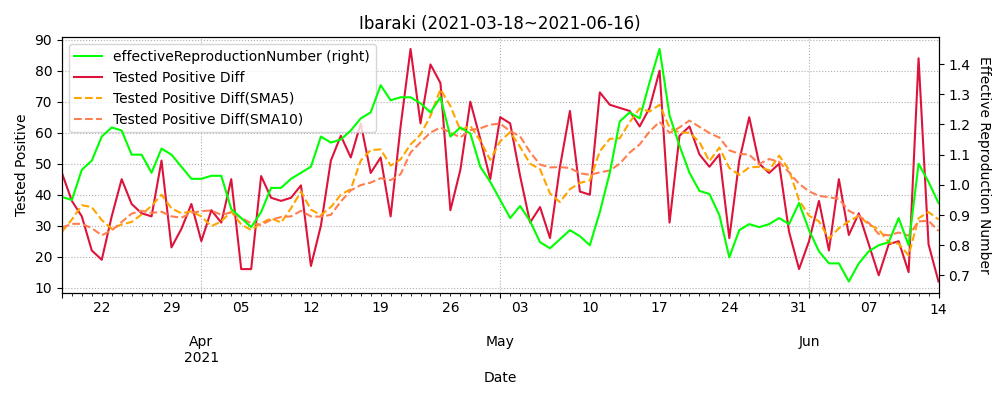 Ibaraki (2021-03-18~2021-06-16)
effectiveReproductionNumber (right)
Tested Positive Diff
Tested Positive Diff(SMA5)
Tested Positive Diff(SMA10)
Tested Positive
90
80
70
60
50
40
30
20
10
1.4
1.3
1.2
1.1
1.0
0.9
0.8
0.7
Effective Reproduction Number
22 29 05 12 19 26 03 10 17 24 31 07 14
Apr May Jun
2021
Date